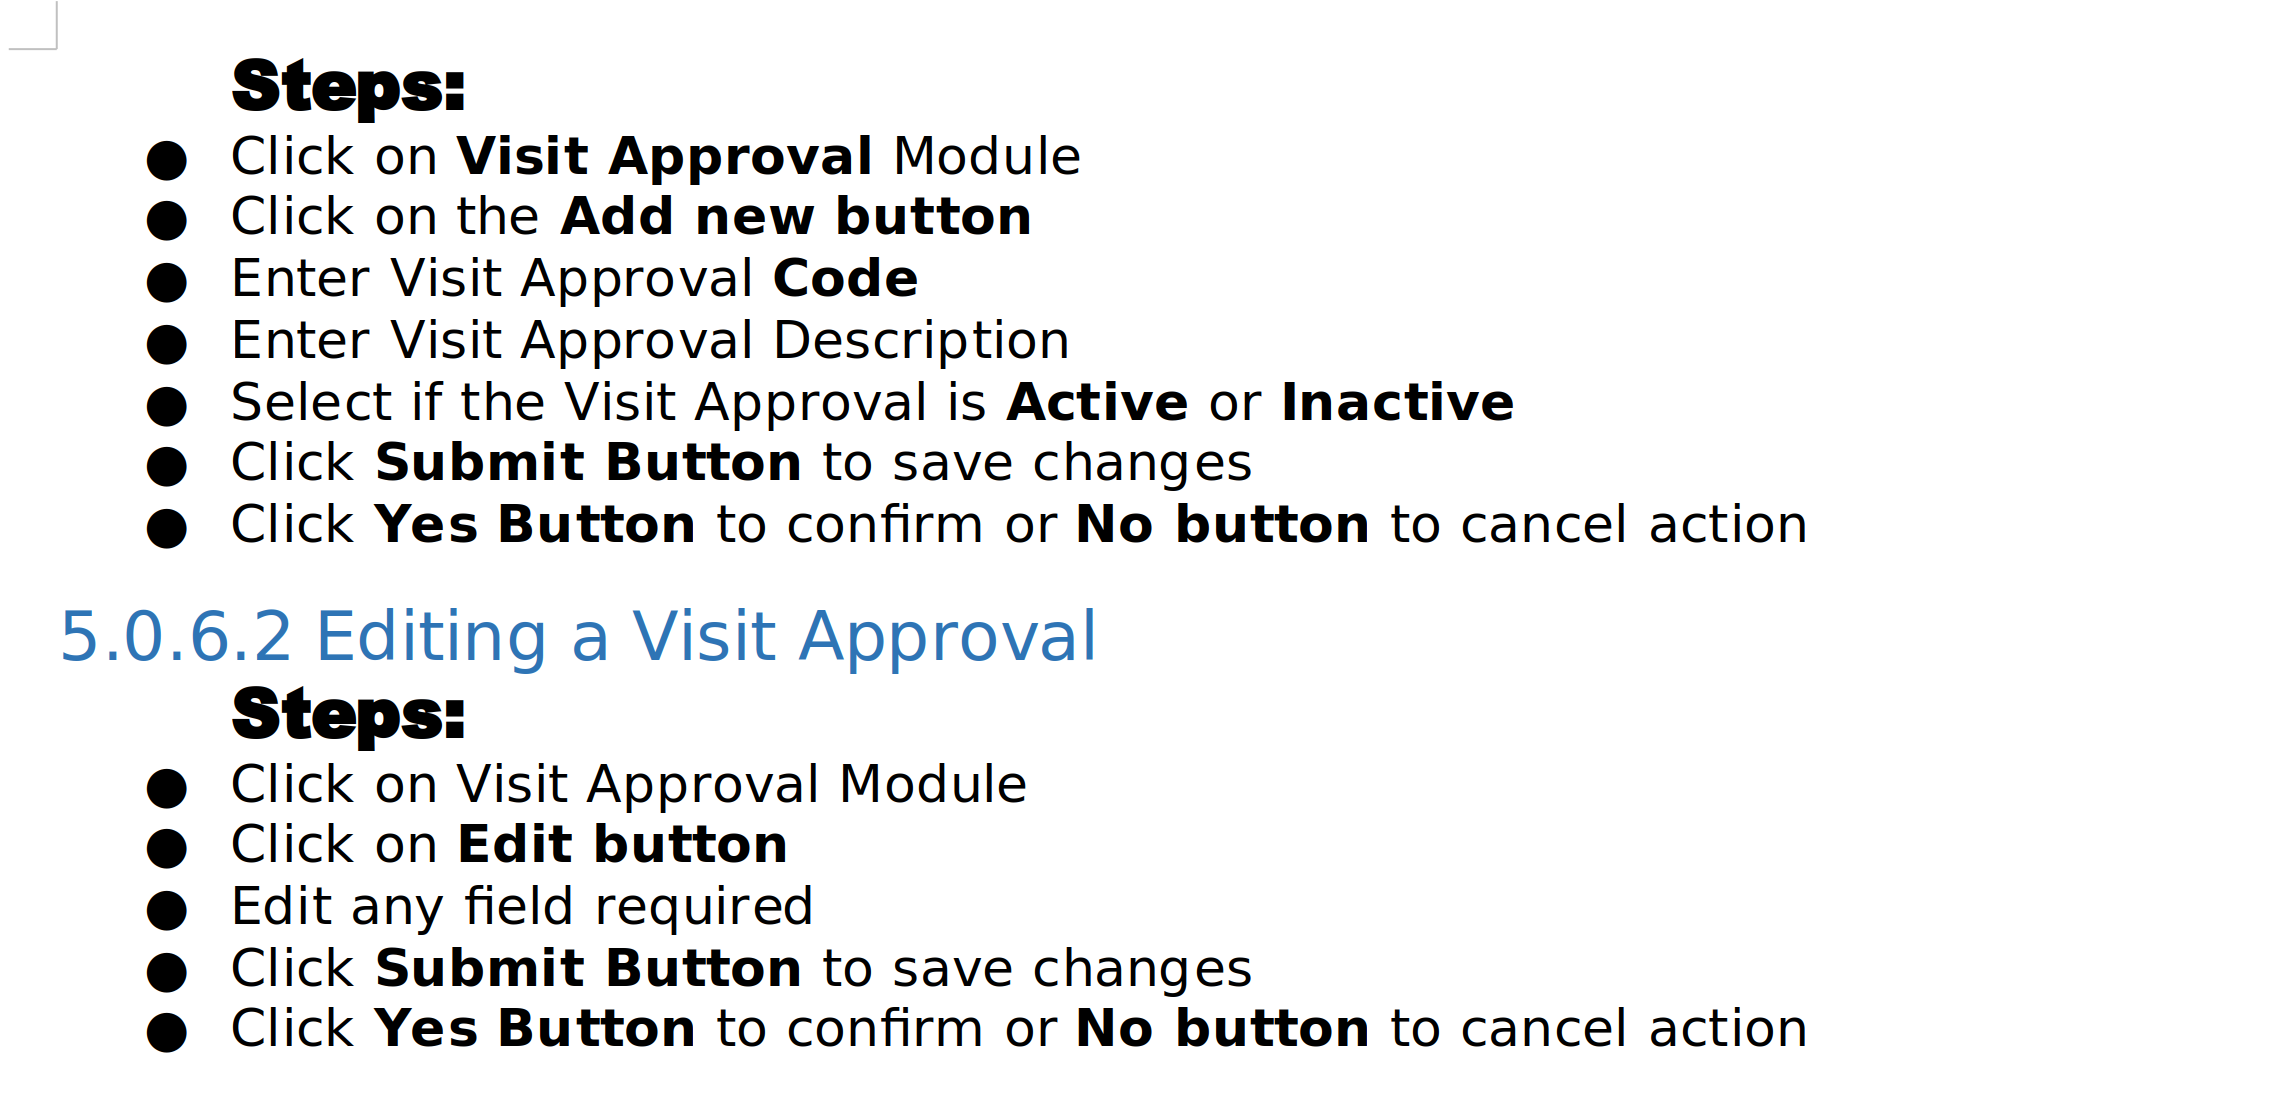 Steps:
● Click on Visit Approval Module
● Click on the Add new button
● Enter Visit Approval Code
● Enter Visit Approval Description
● Select if the Visit Approval is Active or Inactive
● Click Submit Button to save changes
● Click Yes Button to confirm or No button to cancel action
5.0.6.2 Editing a Visit Approval
Steps:
● Click on Visit Approval Module
● Click on Edit button
● Edit any field required
● Click Submit Button to save changes
● Click Yes Button to confirm or No button to cancel action